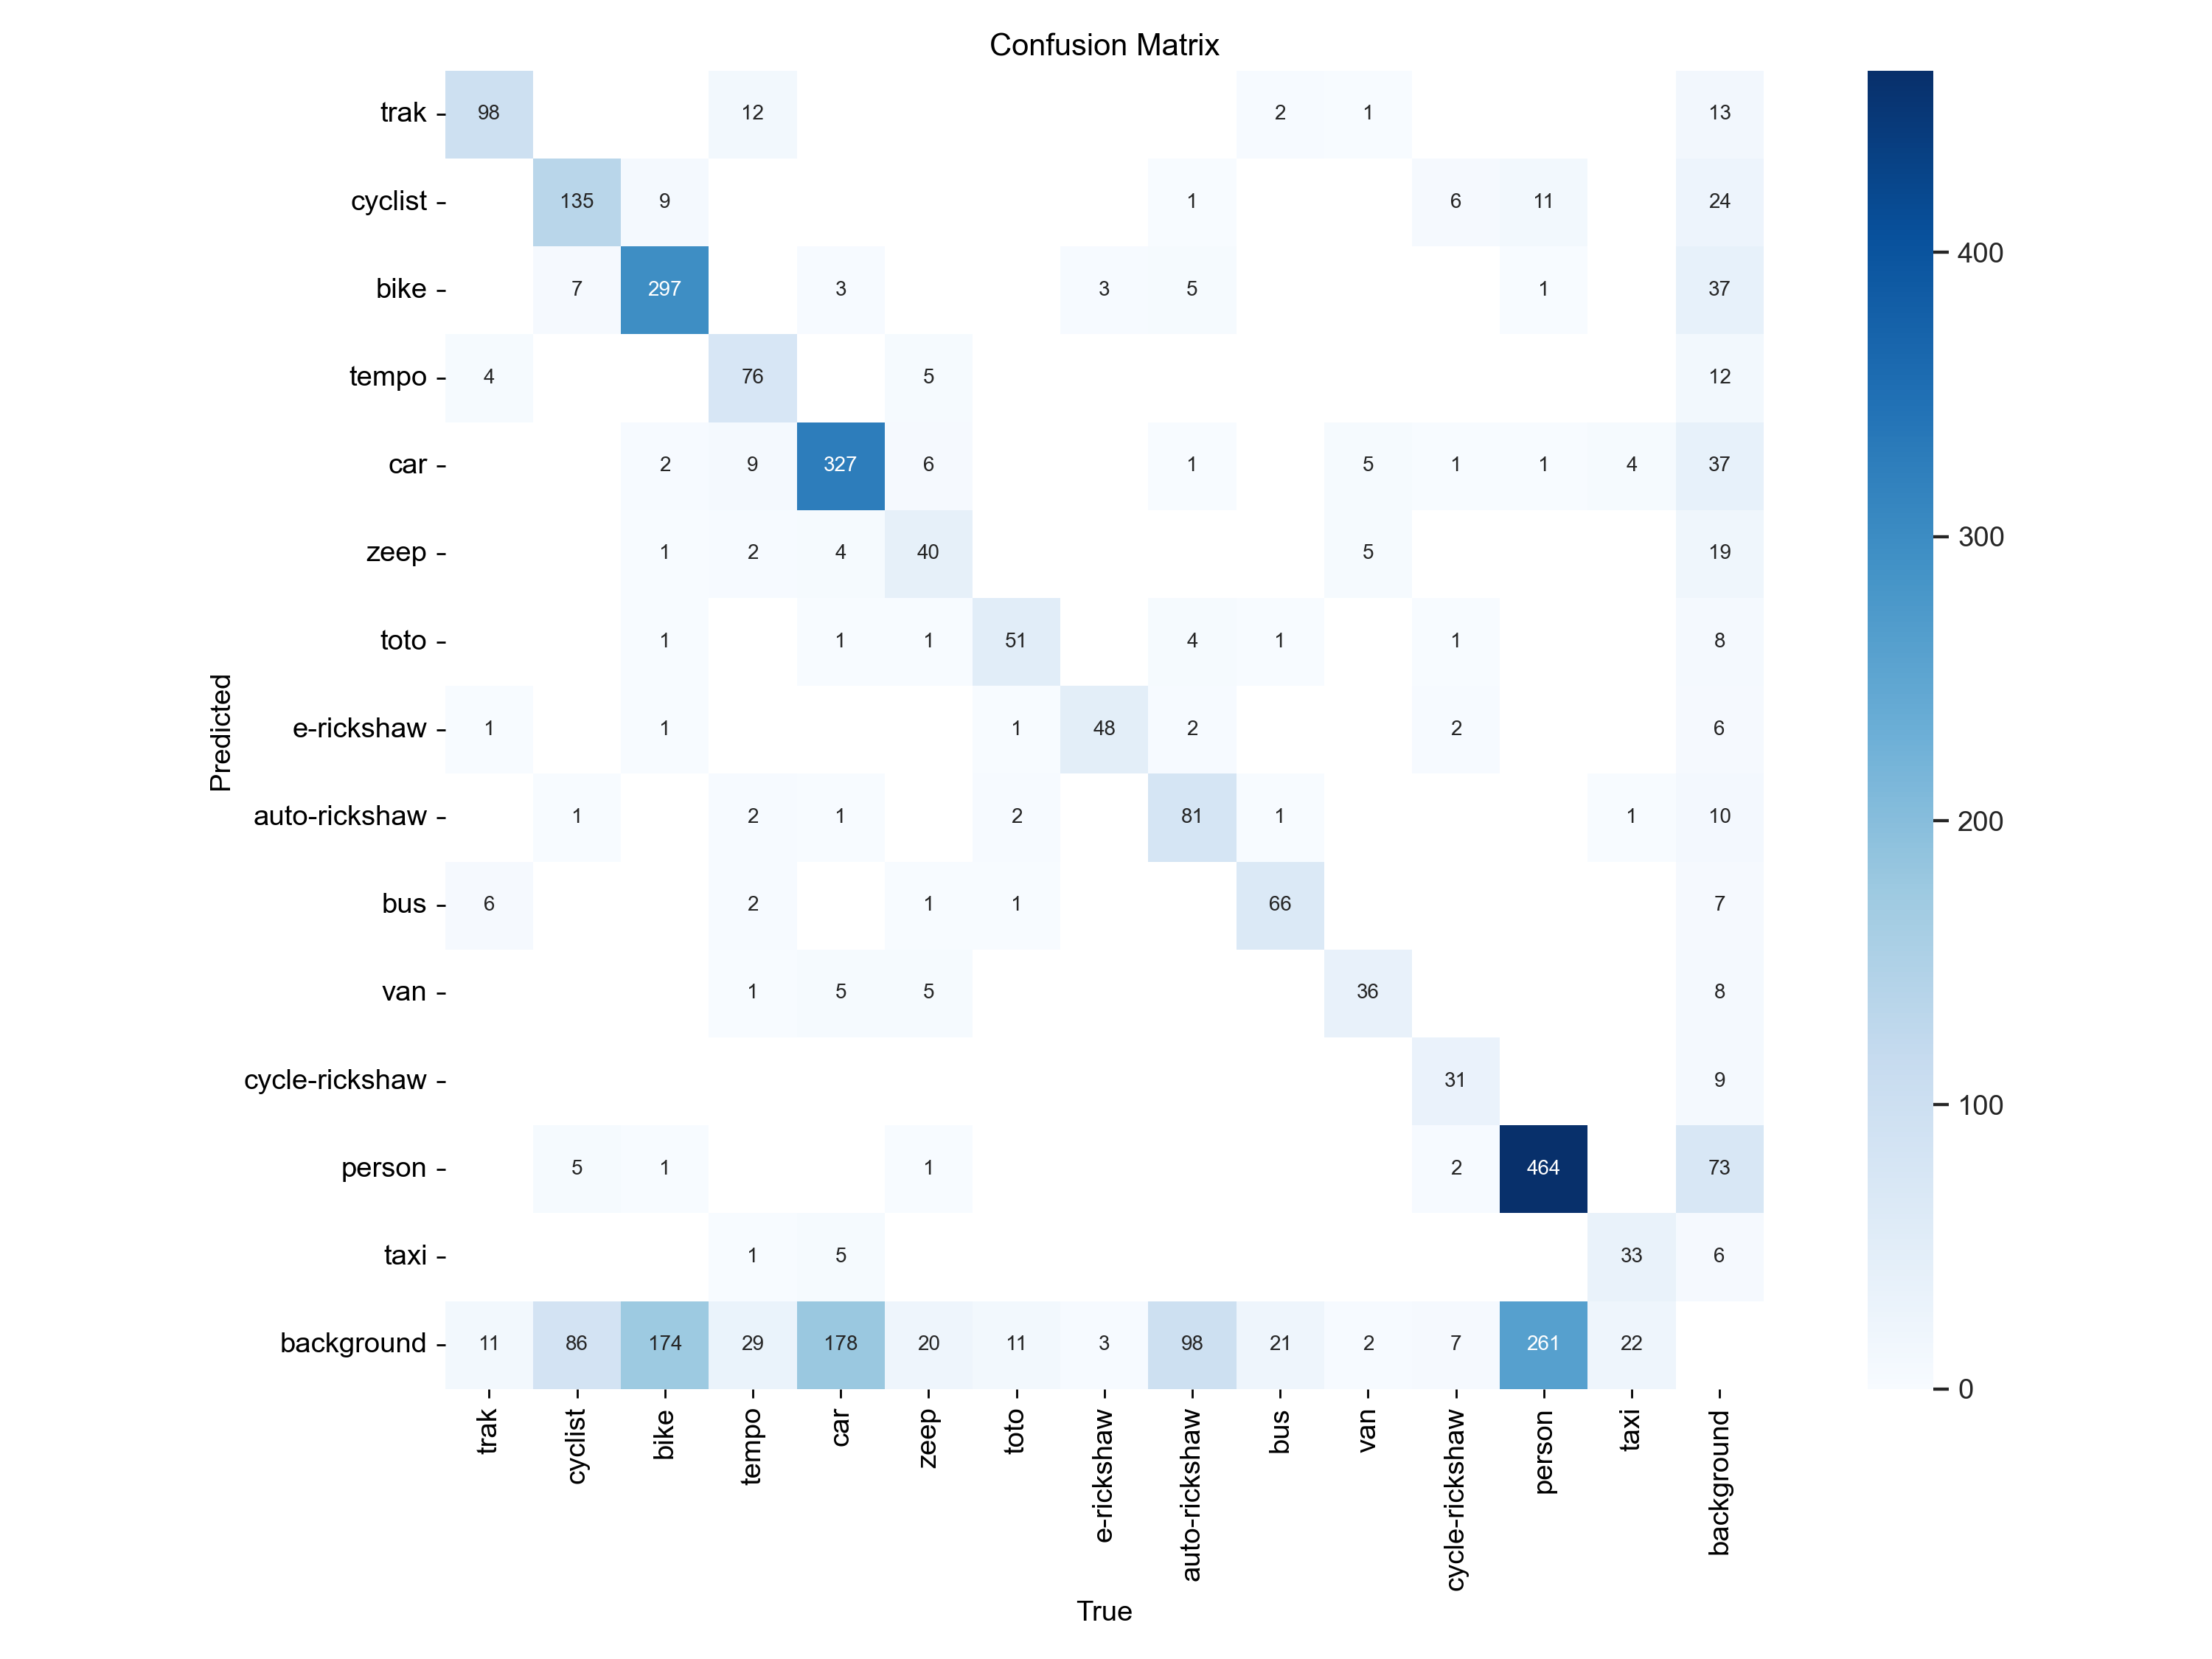 Confusion Matrix
trak 98 12 2 1 13
cyclist 135 9 1 6 11 24
bike 7 297 3 3 5 1 37
tempo 4 76 5 12
car 2 9 327 6 1 5 1 1 4 37
zeep 1 2 4 40 5 19
toto 1 1 1 51 4 1 1 8
e-rickshaw 1 1 1 48 2 2 6
auto-rickshaw 1 2 1 2 81 1 1 10
bus 6 2 1 1 66 7
van 1 5 5 36 8
cycle-rickshaw 31 9
person 5 1 1 2 464 73
taxi 1 5 33 6
background 11 86 174 29 178 20 11 3 98 21 2 7 261 22
trak cyclist bike tempo car zeep toto e-rickshaw auto-rickshaw bus van cycle-rickshaw person taxi background
True
Predicted
400
300
200
100
0